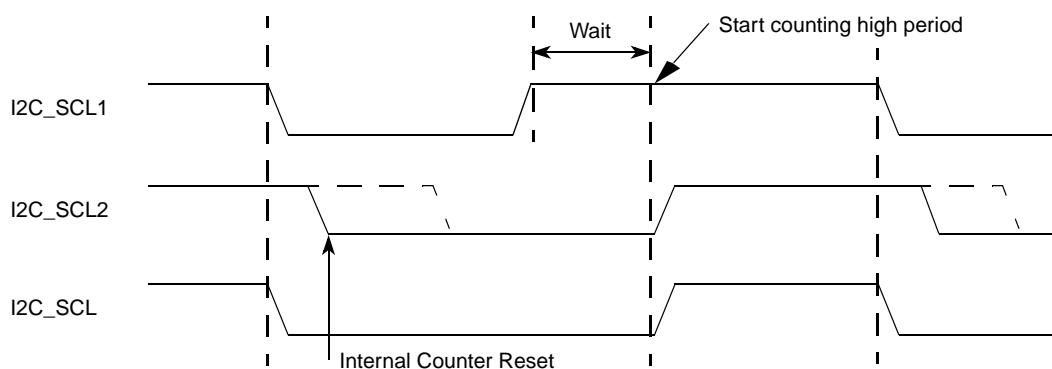 Wait
Start counting high period
I2C_SCL1
I2C_SCL2
I2C_SCL
Internal Counter Reset